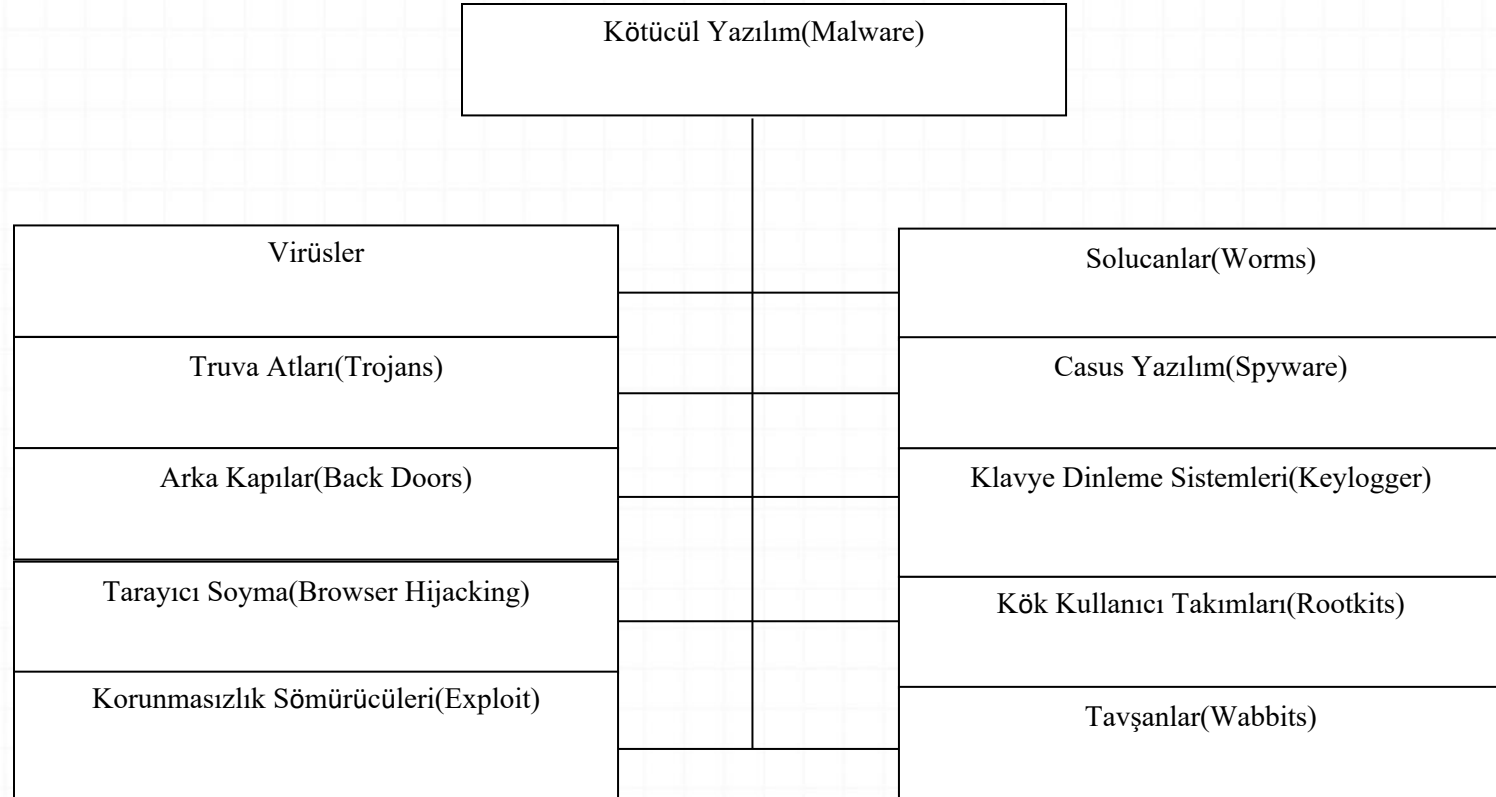 Kötücül Yazılım(Malware)
Virüsler
Solucanlar(Worms)
Truva Atları(Trojans)
Casus Yazılım(Spyware)
Arka Kapılar(Back Doors)
Klavye Dinleme Sistemleri(Keylogger)
Tarayıcı Soyma(Browser Hijacking)
Kök Kullanıcı Takımları(Rootkits)
Korunmasızlık Sömürücüleri(Exploit)
Tavşanlar(Wabbits)